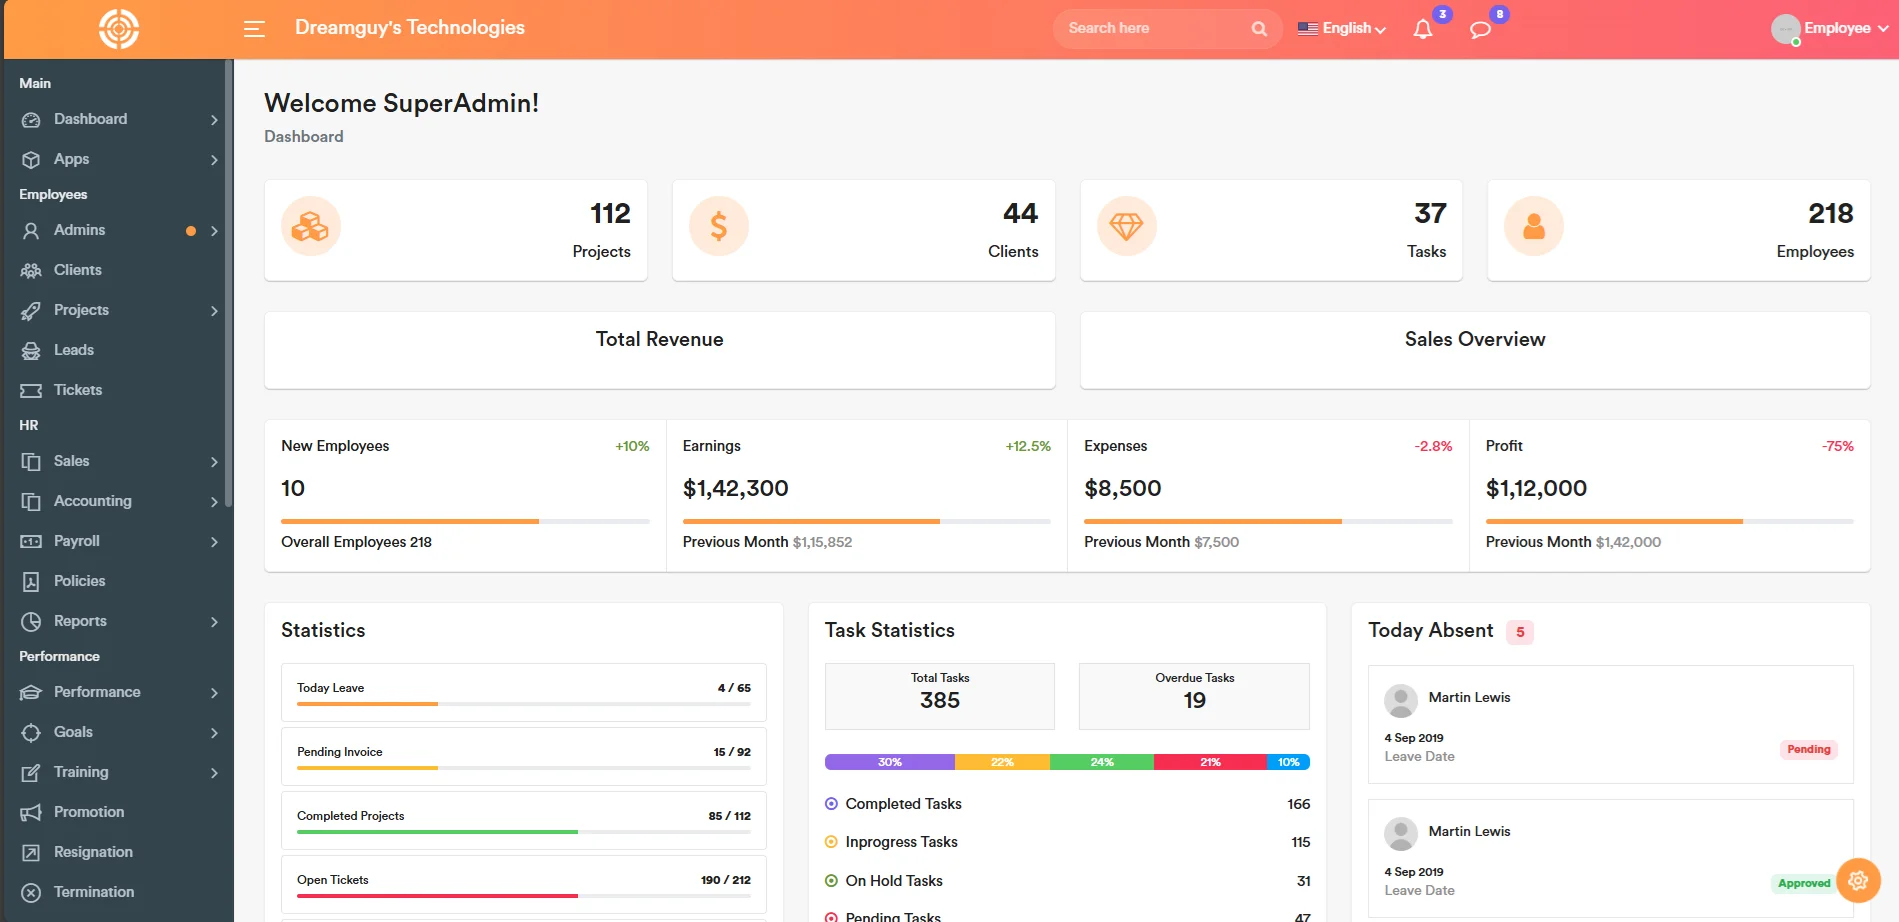 Dreamguy's Technologies
Search here
English
3
8
Employee
Main
Dashboard
Apps
Employees
Admins
Clients
Projects
Leads
Tickets
HR
Sales
Accounting
Payroll
Policies
Reports
Performance
Performance
Goals
Training
Promotion
Resignation
Termination
Welcome SuperAdmin!
Dashboard
112
Projects
44
Clients
37
Tasks
218
Employees
Total Revenue
Sales Overview
New Employees +10%
10
Overall Employees 218
Earnings +12.5%
$1,42,300
Previous Month $1,15,852
Expenses -2.8%
$8,500
Previous Month $7,500
Profit -75%
$1,12,000
Previous Month $1,42,000
Statistics
Today Leave 4 / 65
Pending Invoice 15 / 92
Completed Projects 85 / 112
Open Tickets 190 / 212
Task Statistics
Total Tasks
385
Overdue Tasks
19
30% 22% 24% 21% 10%
Completed Tasks 166
Inprogress Tasks 115
On Hold Tasks 31
Pending Tasks 47
Today Absent 5
Martin Lewis
4 Sep 2019
Leave Date
Pending
Martin Lewis
4 Sep 2019
Leave Date
Approved